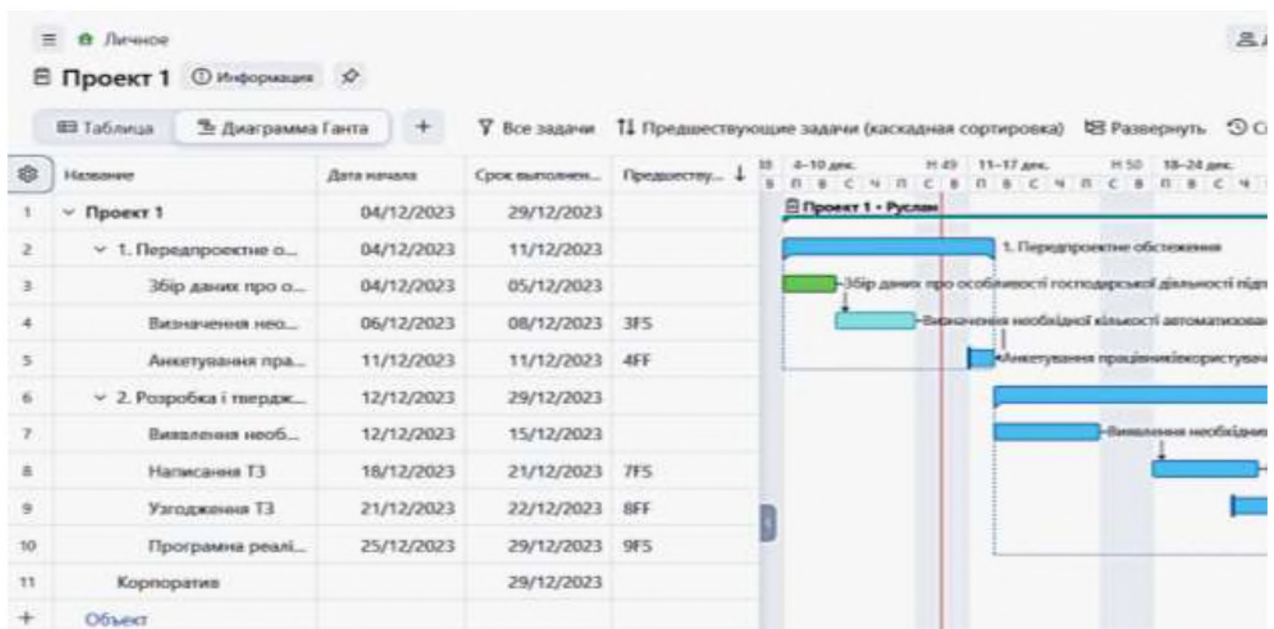 Личное
Проект 1 Информация
Таблица Диаграмма Ганта + Все задачи Предшествующие задачи (каскадная сортировка) Развернуть
Название Дата начала Срок выполнен... Предшеству... ↓
4–10 дек. Н 49 11–17 дек. Н 50 18–24 дек.
В П В С Ч П С В П В С Ч П С В П В С Ч
1 Проект 1 04/12/2023 29/12/2023 Проект 1 • Руслан
2 1. Передпроектне о... 04/12/2023 11/12/2023 1. Передпроектне обстеження
3 Збір даних про о... 04/12/2023 05/12/2023 Збір даних про особливості господарської діяльності підп
4 Визначення нео... 06/12/2023 08/12/2023 3FS Визначення необхідної кількості автоматизован
5 Анкетування пра... 11/12/2023 11/12/2023 4FF Анкетування працівниківкористувач
6 2. Розробка і твердж... 12/12/2023 29/12/2023
7 Виявлення необ... 12/12/2023 15/12/2023 Виявлення необхідних
8 Написання ТЗ 18/12/2023 21/12/2023 7FS
9 Узгодження ТЗ 21/12/2023 22/12/2023 8FF
10 Програмна реалі... 25/12/2023 29/12/2023 9FS
11 Корпоратив 29/12/2023
+ Объект